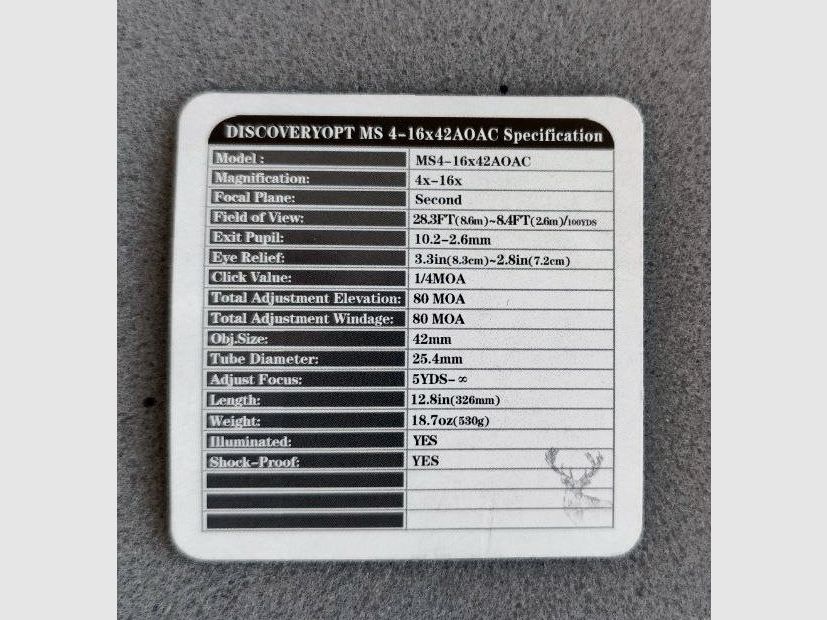 DISCOVERYOPT MS 4-16x42AOAC Specification
Model : MS4-16x42AOAC
Magnification: 4x-16x
Focal Plane: Second
Field of View: 28.3FT(8.6m)~8.4FT(2.6m)/100YDS
Exit Pupil: 10.2-2.6mm
Eye Relief: 3.3in(8.3cm)~2.8in(7.2cm)
Click Value: 1/4MOA
Total Adjustment Elevation: 80 MOA
Total Adjustment Windage: 80 MOA
Obj.Size: 42mm
Tube Diameter: 25.4mm
Adjust Focus: 5YDS-∞
Length: 12.8in(326mm)
Weight: 18.7oz(530g)
Illuminated: YES
Shock-Proof: YES